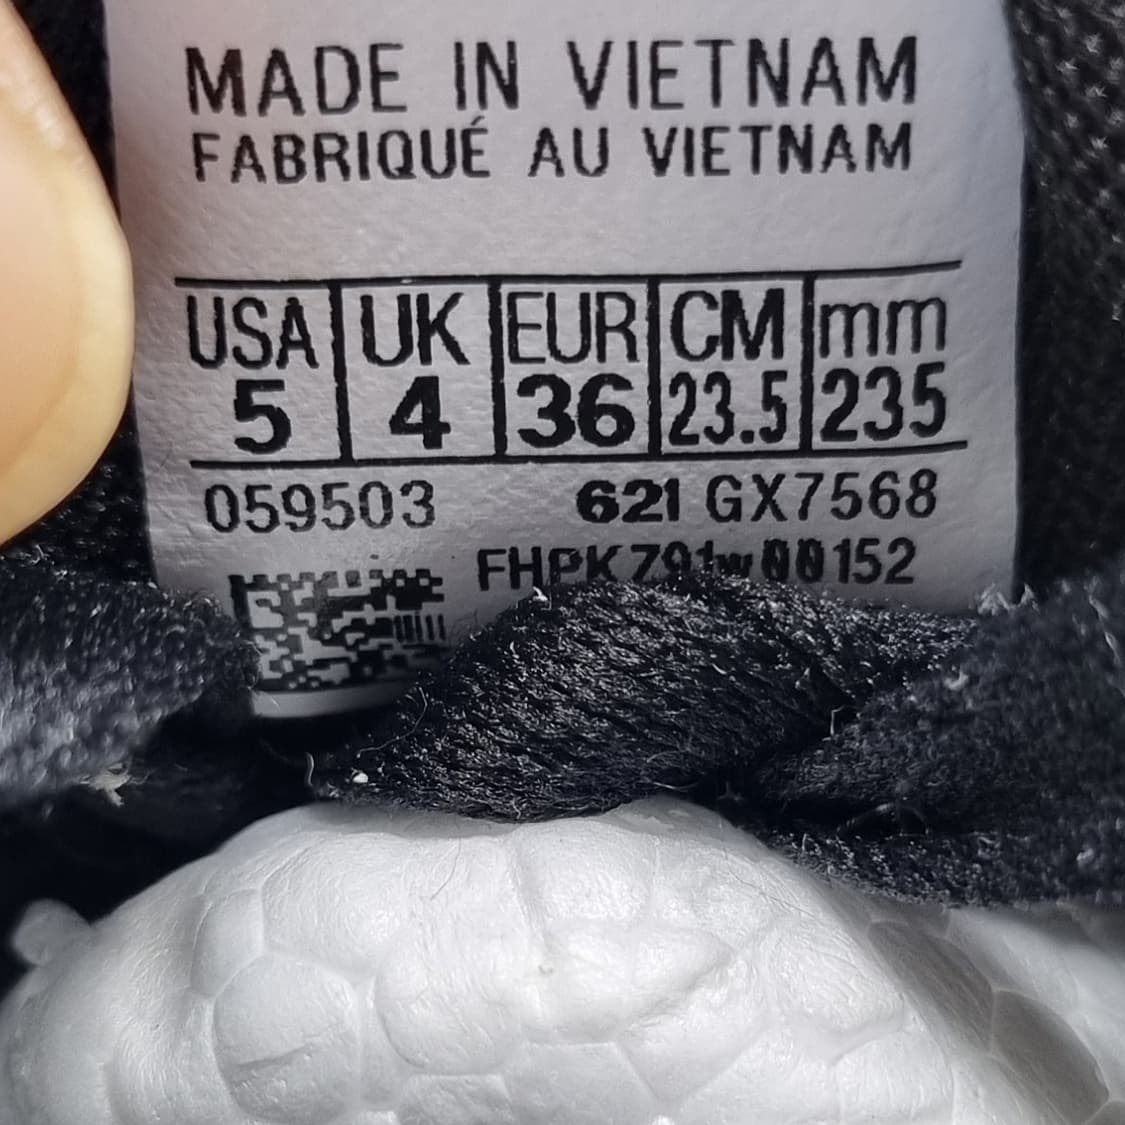 MADE IN VIETNAM
FABRIQUÉ AU VIETNAM
USA UK EUR CM mm
5 4 36 23.5 235
059503 621 GX7568